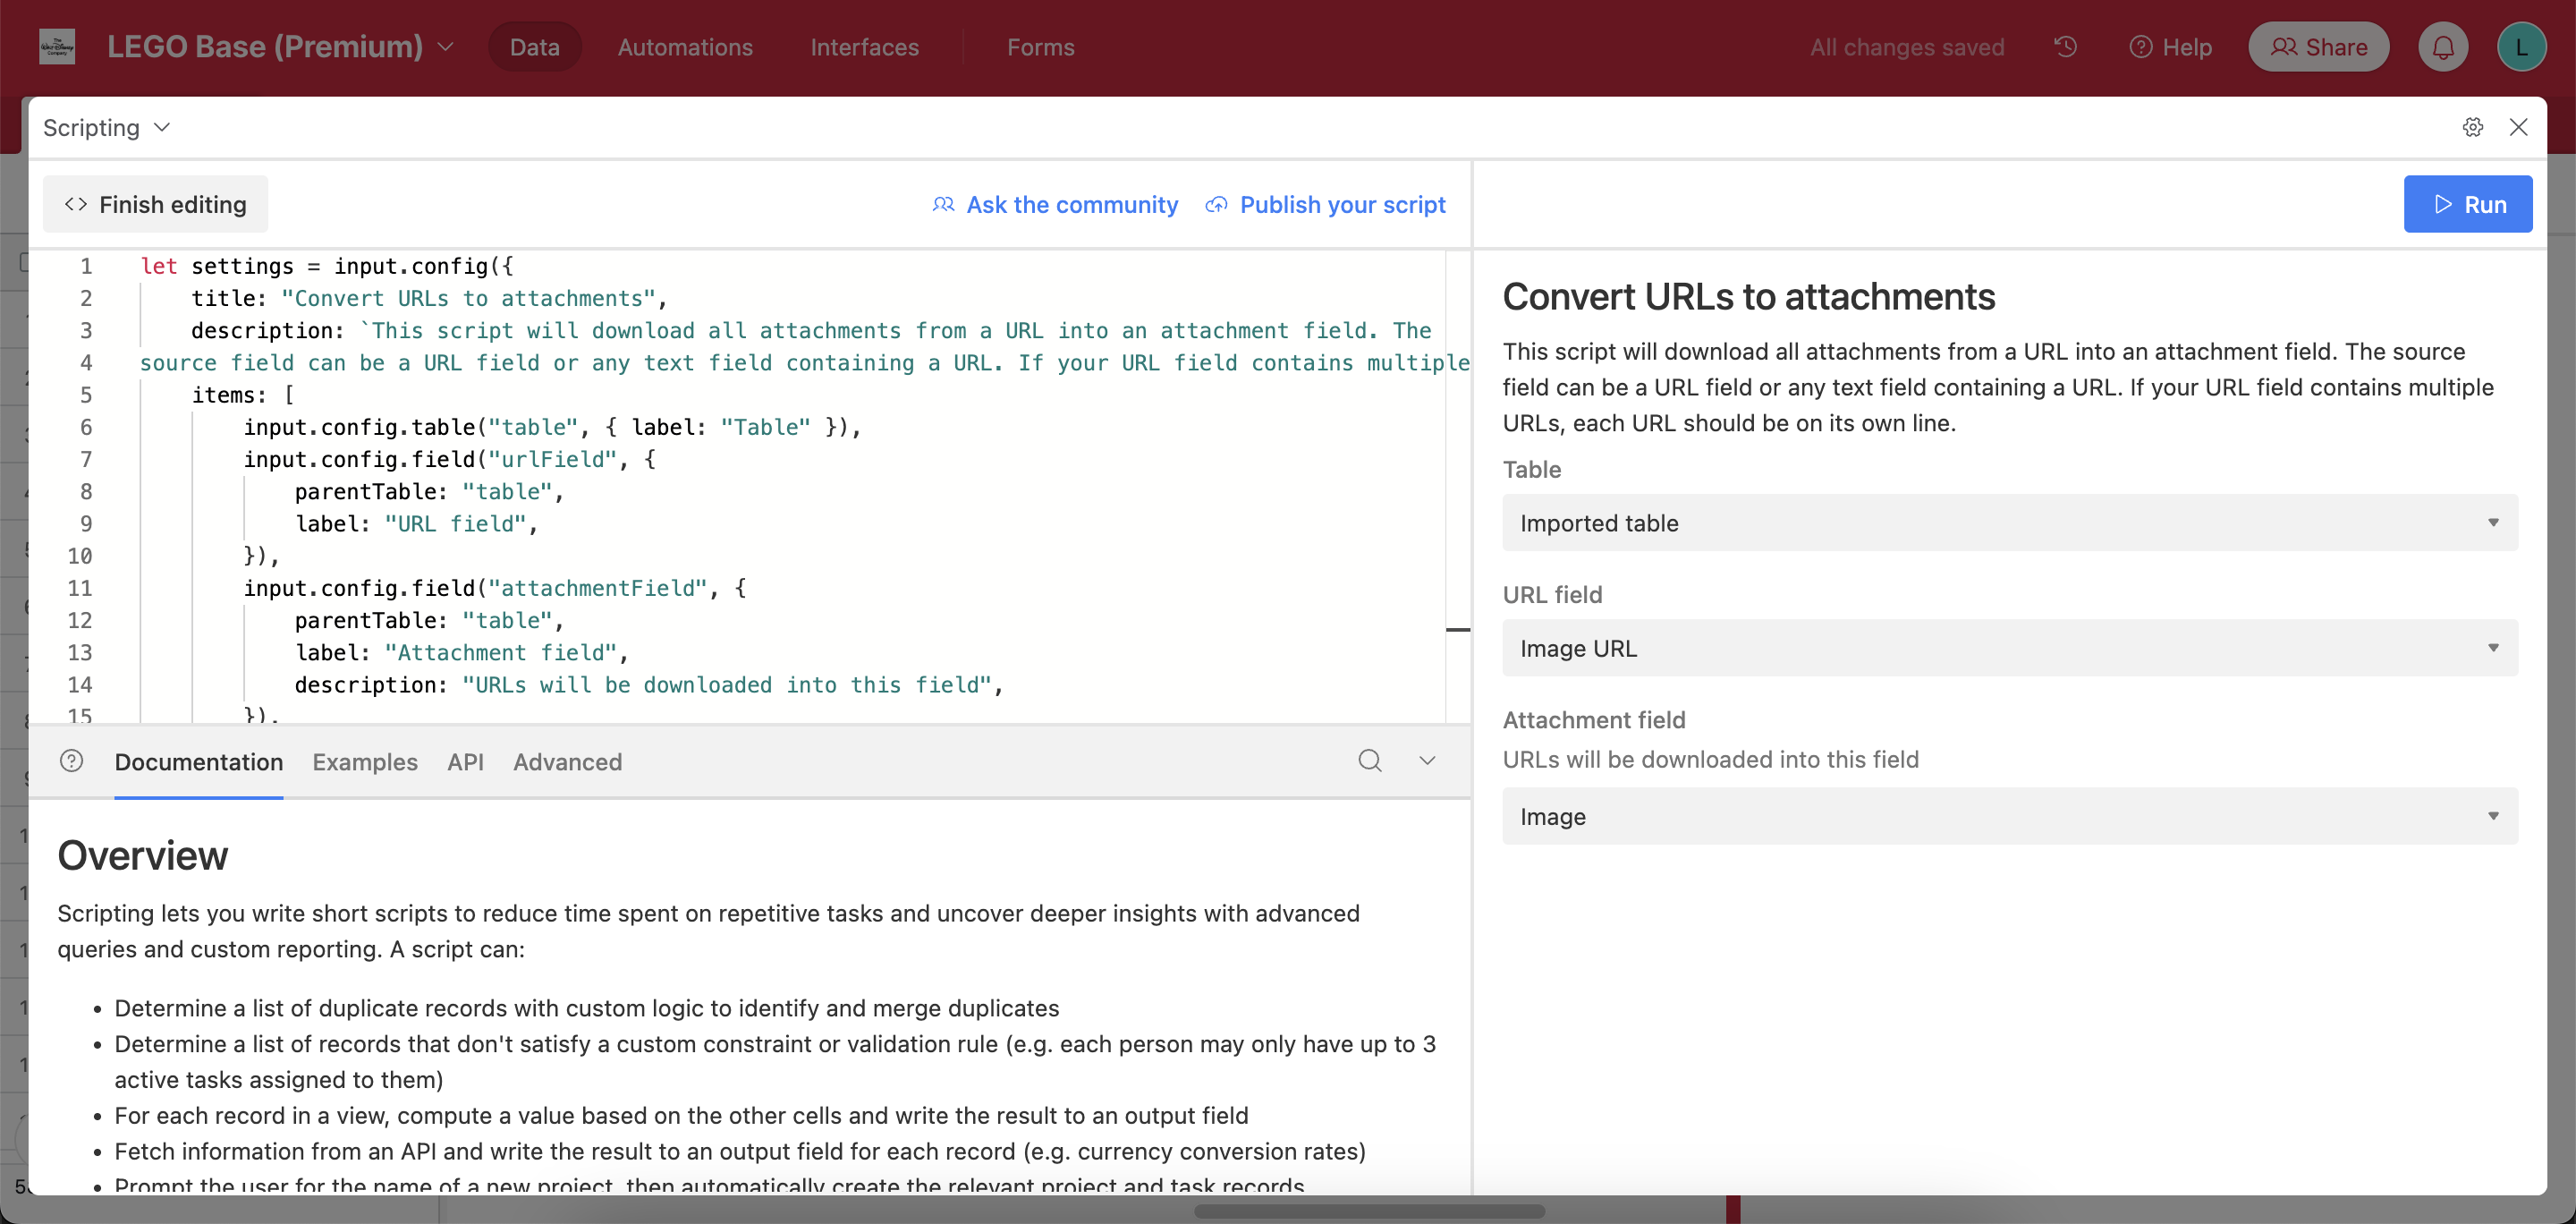 LEGO Base (Premium)
Data
Automations
Interfaces
Forms
All changes saved
Help
Share
L
Scripting
Finish editing
Ask the community
Publish your script
Run
1 let settings = input.config({
2 title: "Convert URLs to attachments",
3 description: `This script will download all attachments from a URL into an attachment field. The
4 source field can be a URL field or any text field containing a URL. If your URL field contains multiple
5 items: [
6 input.config.table("table", { label: "Table" }),
7 input.config.field("urlField", {
8 parentTable: "table",
9 label: "URL field",
10 }),
11 input.config.field("attachmentField", {
12 parentTable: "table",
13 label: "Attachment field",
14 description: "URLs will be downloaded into this field",
15 }),
Documentation
Examples
API
Advanced
Overview
Scripting lets you write short scripts to reduce time spent on repetitive tasks and uncover deeper insights with advanced
queries and custom reporting. A script can:
• Determine a list of duplicate records with custom logic to identify and merge duplicates
• Determine a list of records that don't satisfy a custom constraint or validation rule (e.g. each person may only have up to 3
active tasks assigned to them)
• For each record in a view, compute a value based on the other cells and write the result to an output field
• Fetch information from an API and write the result to an output field for each record (e.g. currency conversion rates)
• Prompt the user for the name of a new project, then automatically create the relevant project and task records
Convert URLs to attachments
This script will download all attachments from a URL into an attachment field. The source
field can be a URL field or any text field containing a URL. If your URL field contains multiple
URLs, each URL should be on its own line.
Table
Imported table
URL field
Image URL
Attachment field
URLs will be downloaded into this field
Image